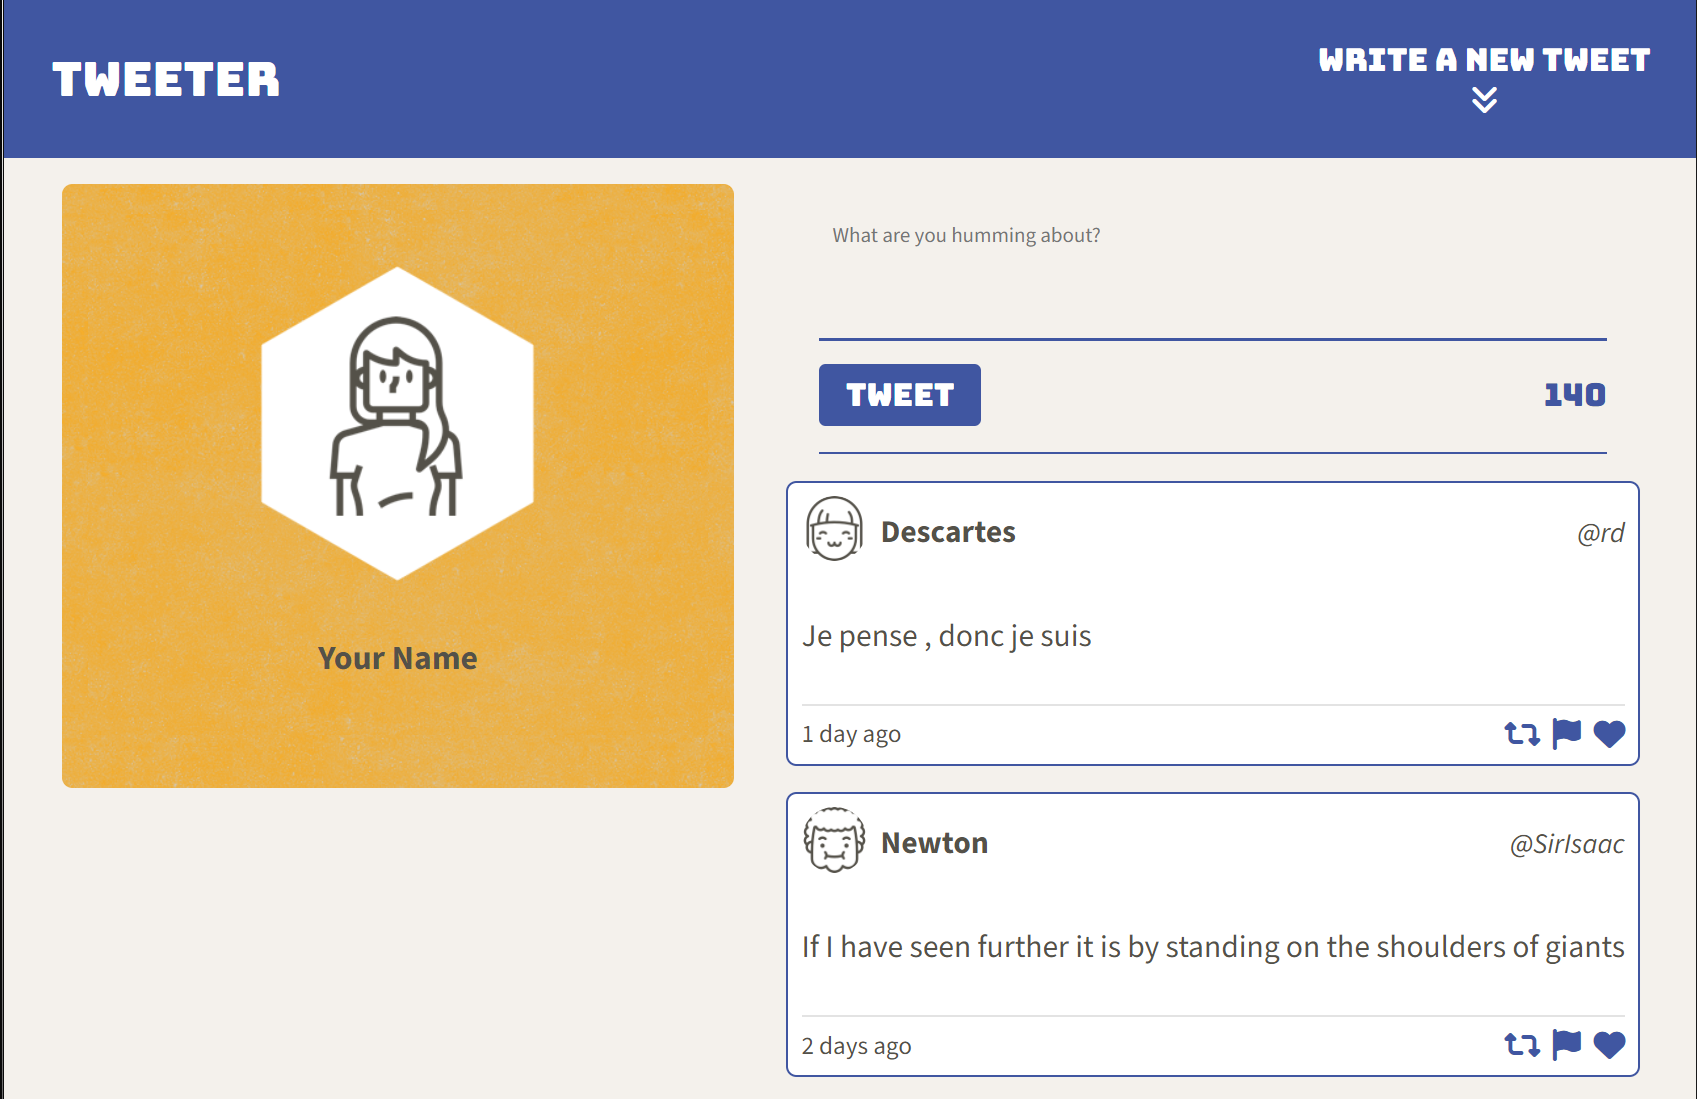 TWEETER
WRITE A NEW TWEET
Your Name
What are you humming about?
TWEET
140
Descartes
@rd
Je pense , donc je suis
1 day ago
Newton
@SirIsaac
If I have seen further it is by standing on the shoulders of giants
2 days ago